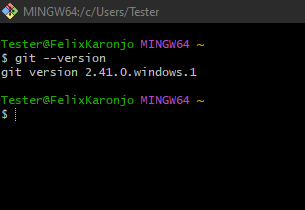 MINGW64:/c/Users/Tester
Tester@FelixKaronjo MINGW64 ~
$ git --version
git version 2.41.0.windows.1
Tester@FelixKaronjo MINGW64 ~
$